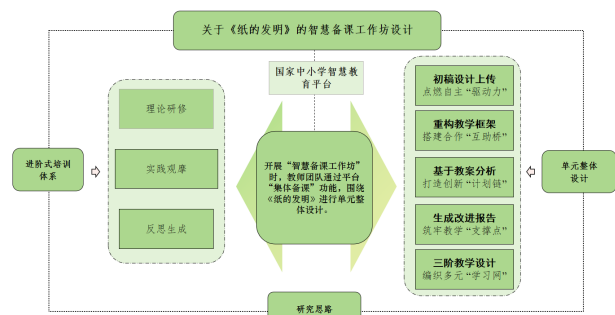 关于《纸的发明》的智慧备课工作坊设计
国家中小学智慧教
育平台
理论研修
实践观摩
反思生成
进阶式培训
体系
开展“智慧备课工作坊”
时，教师团队通过平台
“集体备课”功能，围绕
《纸的发明》进行单元整
体设计。
初稿设计上传
点燃自主“驱动力”
重构教学框架
搭建合作“互助桥”
基于教案分析
打造创新“计划链”
生成改进报告
筑牢教学“支撑点”
三阶教学设计
编织多元“学习网”
单元整体
设计
研究思路